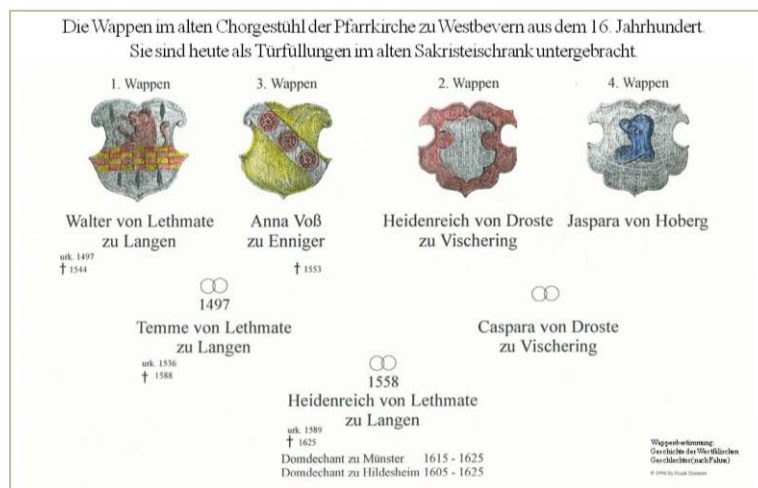 Die Wappen im alten Chorgestühl der Pfarrkirche zu Westbevern aus dem 16. Jahrhundert.
Sie sind heute als Türfüllungen im alten Sakristeischrank untergebracht.
1. Wappen
3. Wappen
2. Wappen
4. Wappen
Walter von Lethmate
zu Langen
urk. 1497
† 1544
Anna Voß
zu Enniger
† 1553
Heidenreich von Droste
zu Vischering
Jaspara von Hoberg
1497
Temme von Lethmate
zu Langen
urk. 1536
† 1588
Caspara von Droste
zu Vischering
1558
Heidenreich von Lethmate
zu Langen
urk. 1589
† 1625
Domdechant zu Münster 1615 - 1625
Domdechant zu Hildesheim 1605 - 1625
Wappenbestimmung:
Geschichte der Westfälischen
Geschlechter (nach Fahne)
© 1996 by Frank